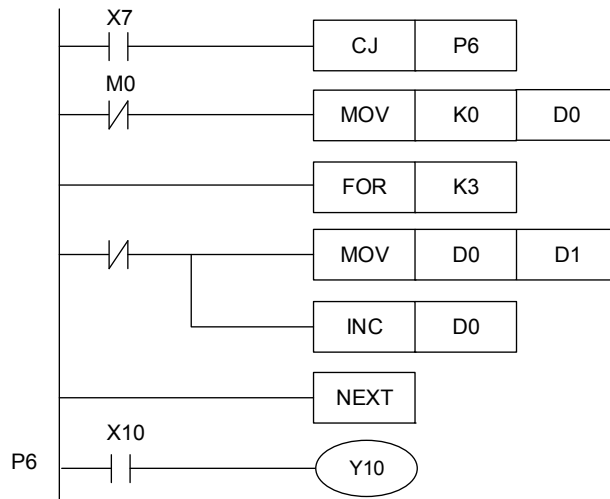 X7
CJ P6
M0
MOV K0 D0
FOR K3
MOV D0 D1
INC D0
NEXT
X10
P6
Y10